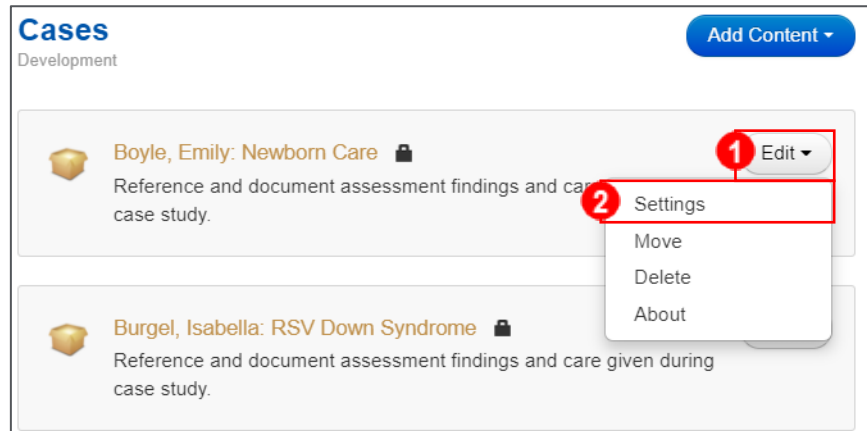 Cases
Add Content
Development
Boyle, Emily: Newborn Care
1
Edit
Reference and document assessment findings and
case study.
2
Settings
Move
Delete
About
Burgel, Isabella: RSV Down Syndrome
Reference and document assessment findings and care given during
case study.